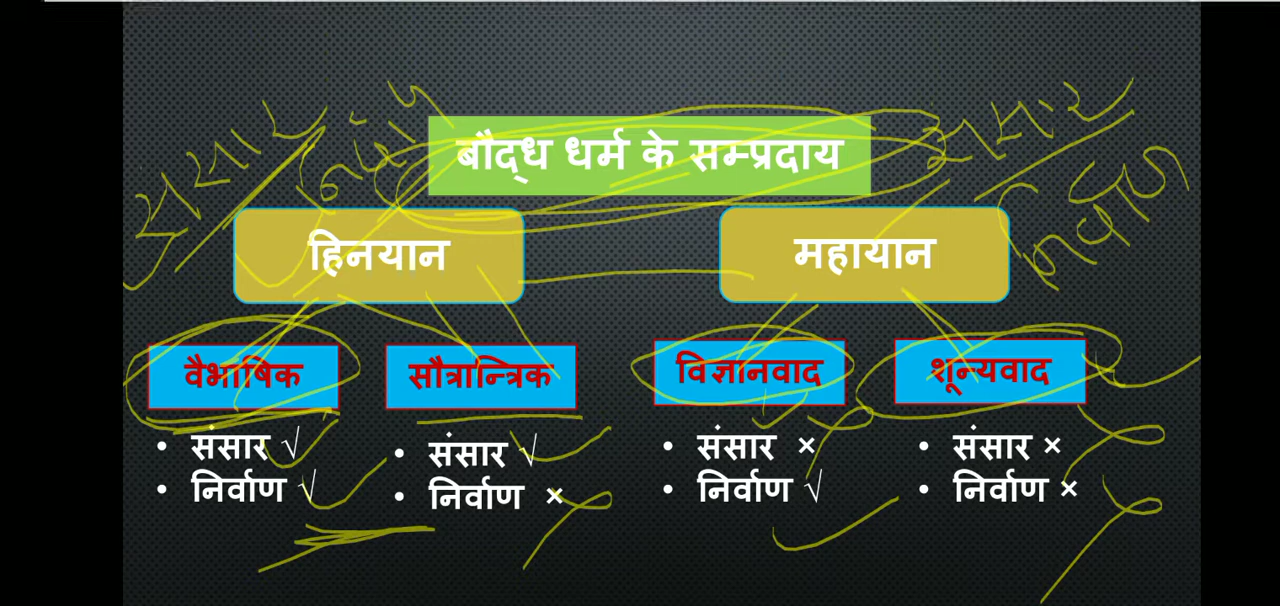 संसार निर्वाण
संसार
निर्वाण
बौद्ध धर्म के सम्प्रदाय
हिनयान
महायान
वैभाषिक
सौत्रान्त्रिक
विज्ञानवाद
शून्यवाद
• संसार √
• निर्वाण √
• संसार √
• निर्वाण ×
• संसार ×
• निर्वाण √
• संसार ×
• निर्वाण ×